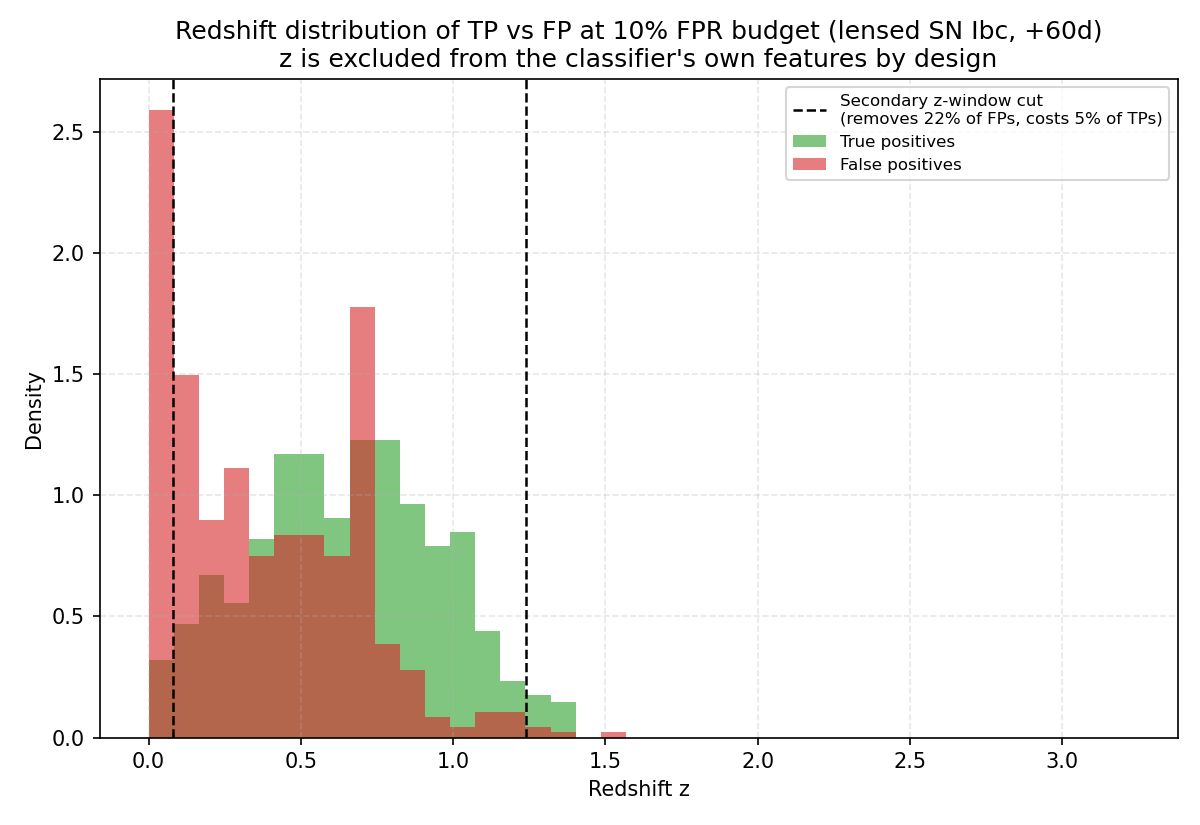 Redshift distribution of TP vs FP at 10% FPR budget (lensed SN Ibc, +60d)
z is excluded from the classifier's own features by design
Secondary z-window cut
(removes 22% of FPs, costs 5% of TPs)
True positives
False positives
Density
2.5
2.0
1.5
1.0
0.5
0.0
0.0 0.5 1.0 1.5 2.0 2.5 3.0
Redshift z